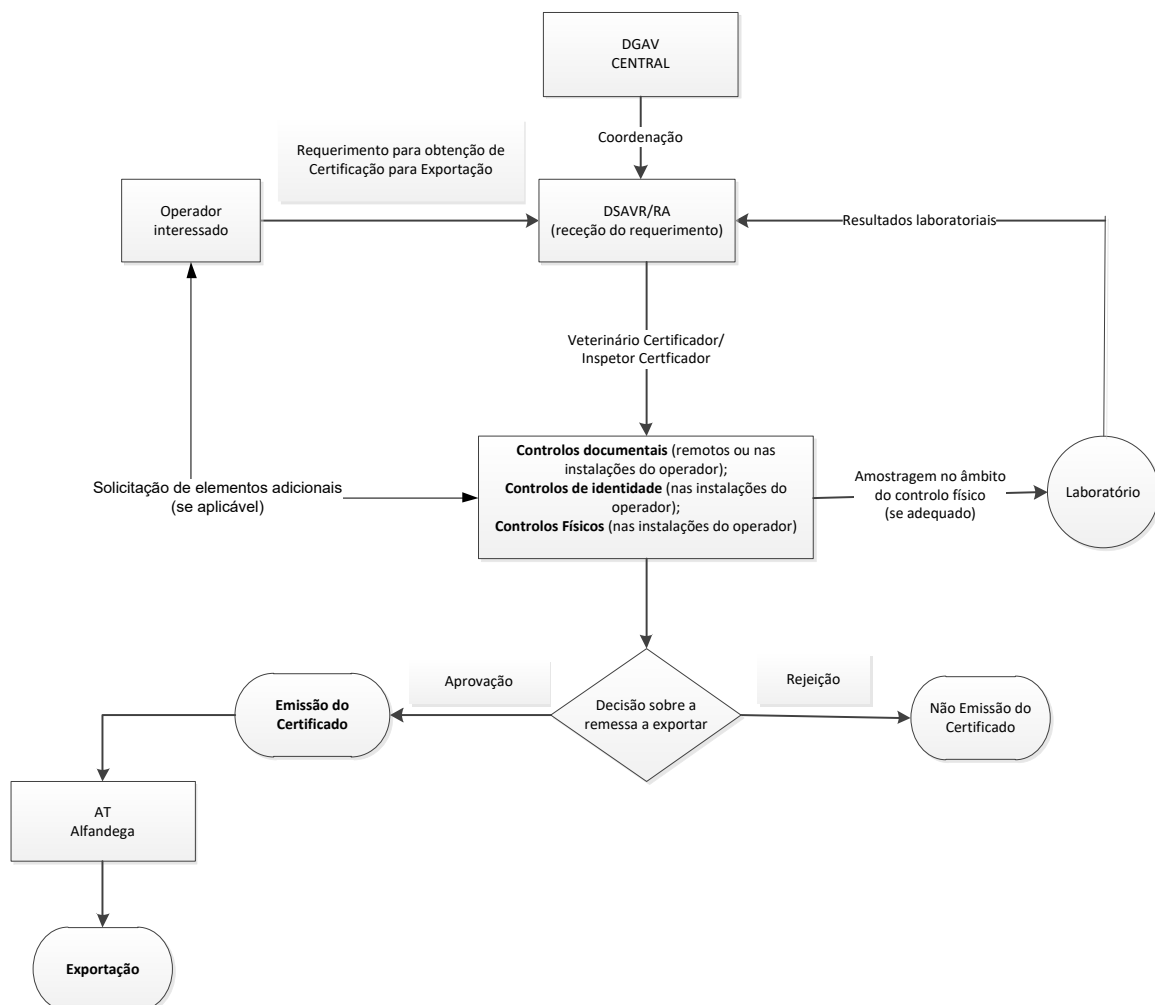 DGAV
CENTRAL
Coordenação
Requerimento para obtenção de
Certificação para Exportação
Operador
interessado
DSAVR/RA
(receção do requerimento)
Resultados laboratoriais
Veterinário Certificador/
Inspetor Certficador
Solicitação de elementos adicionais
(se aplicável)
Controlos documentais (remotos ou nas
instalações do operador);
Controlos de identidade (nas instalações do
operador);
Controlos Físicos (nas instalações do operador)
Amostragem no âmbito
do controlo físico
(se adequado)
Laboratório
Aprovação
Rejeição
Emissão do
Certificado
Decisão sobre a
remessa a exportar
Não Emissão do
Certificado
AT
Alfandega
Exportação